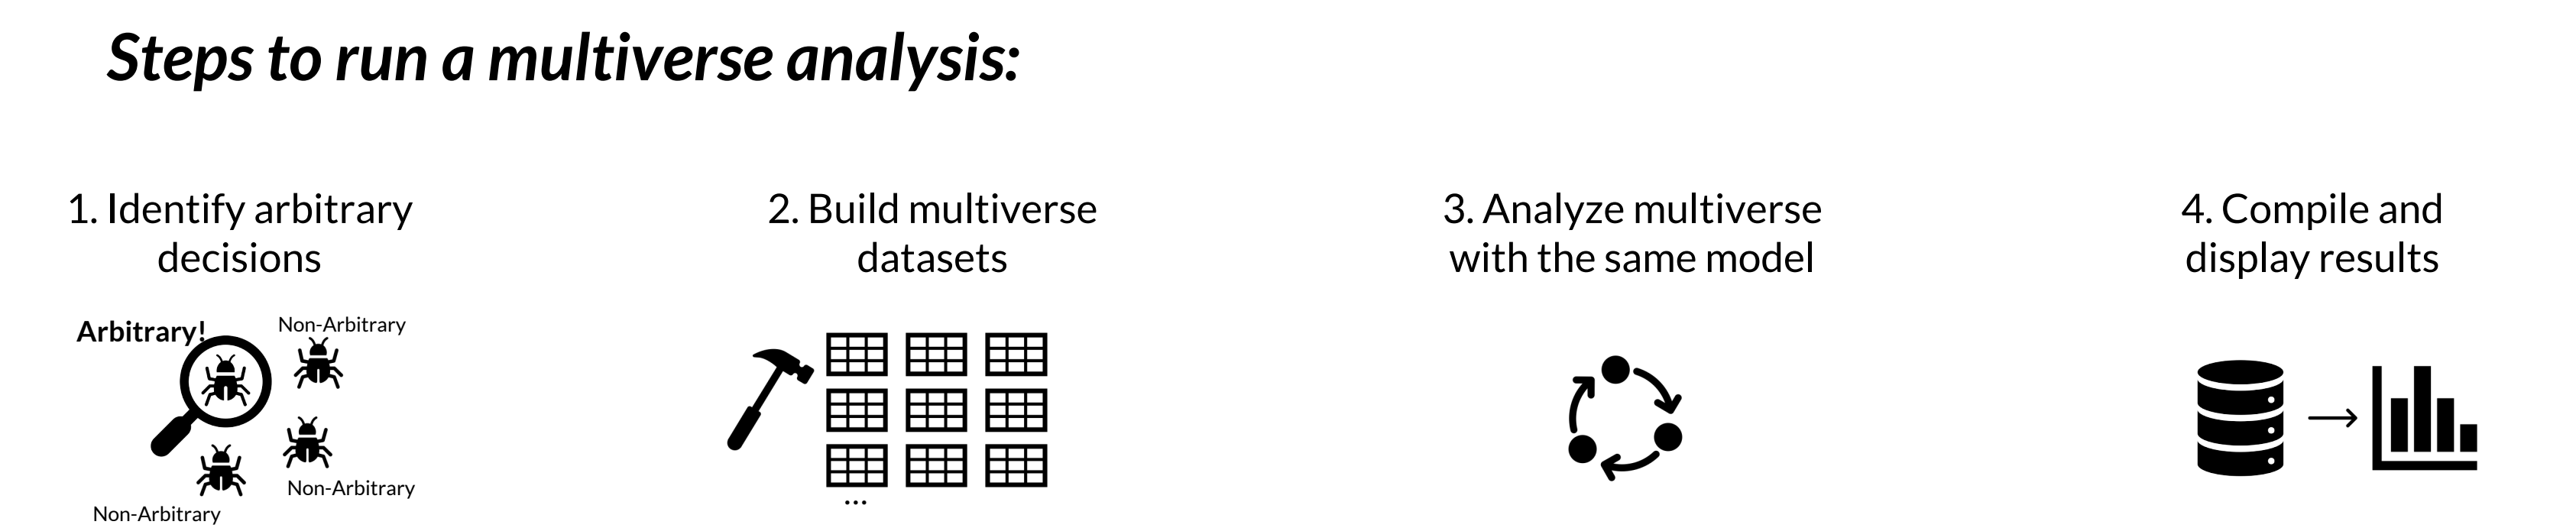 Steps to run a multiverse analysis:
1. Identify arbitrary
decisions
Arbitrary!
Non-Arbitrary
Non-Arbitrary
Non-Arbitrary
2. Build multiverse
datasets
...
3. Analyze multiverse
with the same model
4. Compile and
display results